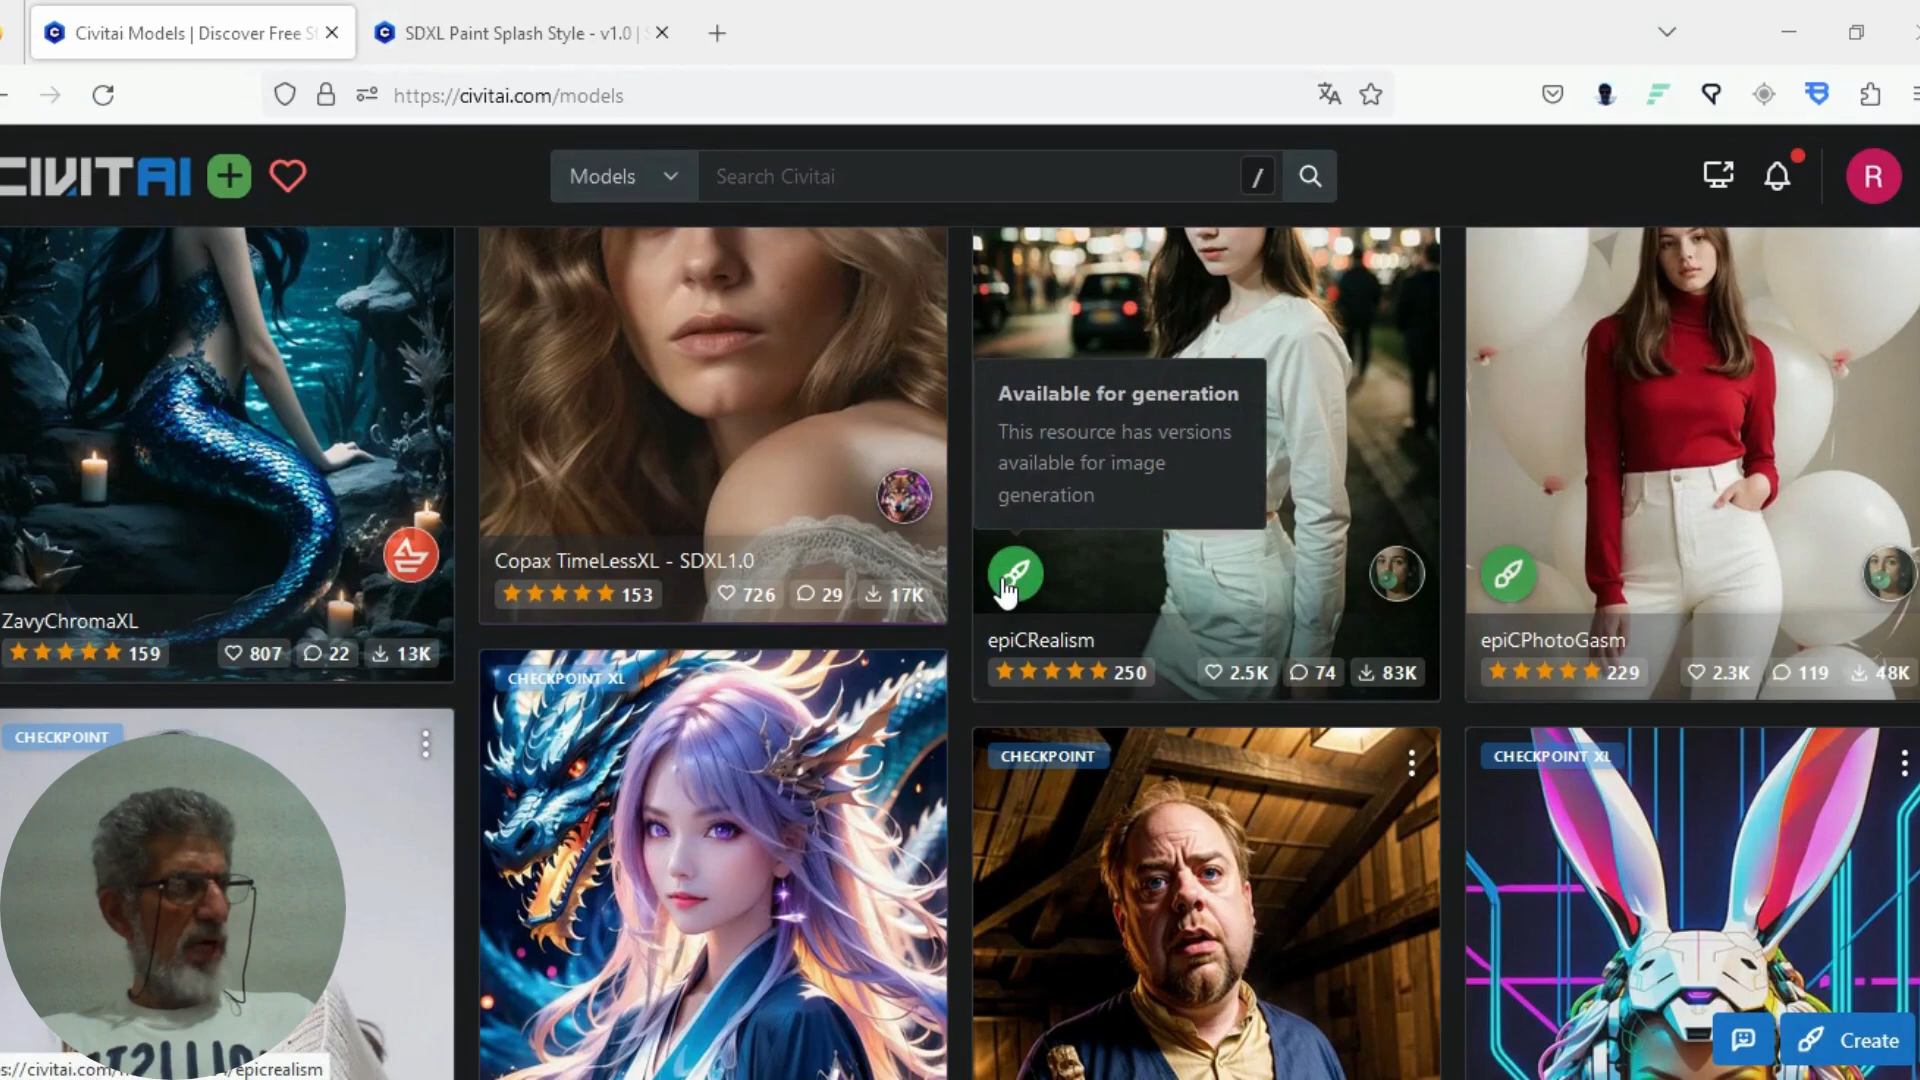 Civitai Models | Discover Free S
SDXL Paint Splash Style - v1.0 |
https://civitai.com/models
CIVITAI
Models
Search Civitai
/
R
Available for generation
This resource has versions
available for image
generation
ZavyChromaXL
159
807
22
13K
Copax TimeLessXL - SDXL1.0
153
726
29
17K
epiCRealism
250
2.5K
74
83K
epiCPhotoGasm
229
2.3K
119
48K
CHECKPOINT
CHECKPOINT XL
CHECKPOINT
CHECKPOINT XL
Create
s://civitai.com/
/epicrealism